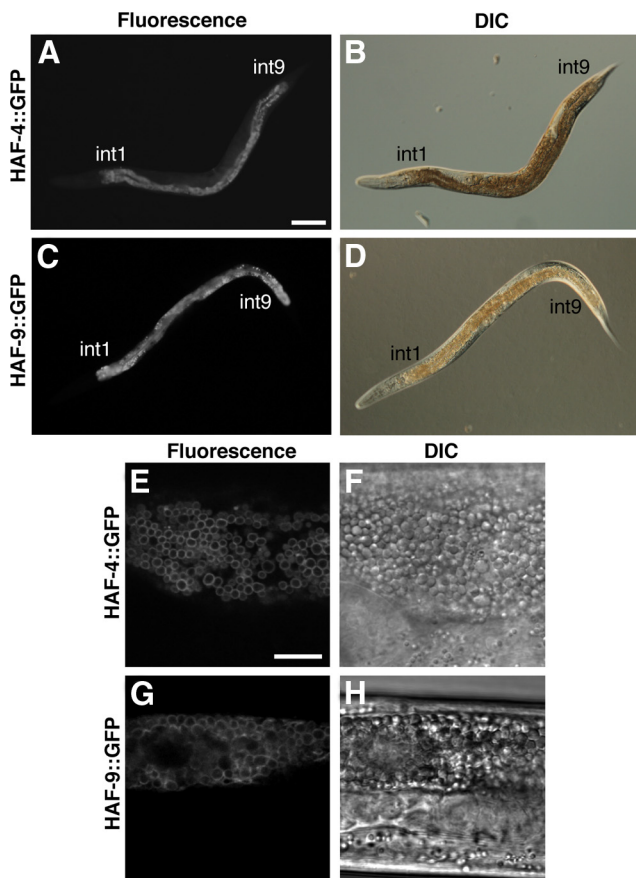 Fluorescence DIC
HAF-4::GFP
A int1 int9
B int1 int9
HAF-9::GFP
C int1 int9
D int1 int9
Fluorescence DIC
HAF-4::GFP
E F
HAF-9::GFP
G H